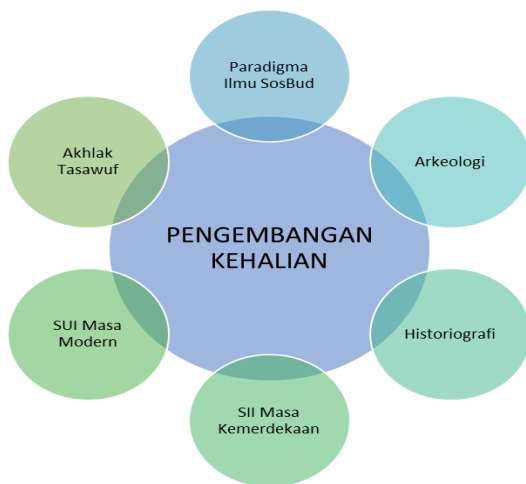 Paradigma
Ilmu SosBud
Akhlak
Tasawuf
Arkeologi
PENGEMBANGAN
KEHALIAN
SUI Masa
Modern
Historiografi
SII Masa
Kemerdekaan